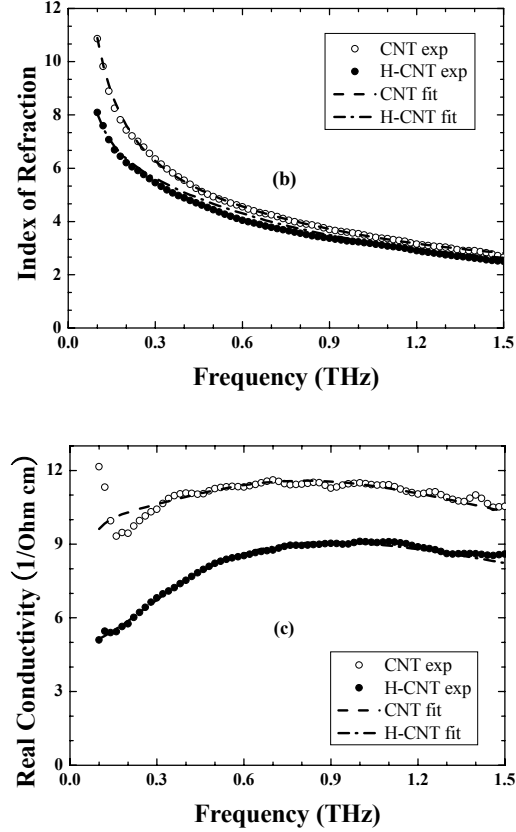 12
10
8
6
4
2
0
Index of Refraction
CNT exp
H-CNT exp
CNT fit
H-CNT fit
(b)
0.0 0.3 0.6 0.9 1.2 1.5
Frequency (THz)
12
9
6
3
0
Real Conductivity (1/Ohm cm)
(c)
CNT exp
H-CNT exp
CNT fit
H-CNT fit
0.0 0.3 0.6 0.9 1.2 1.5
Frequency (THz)